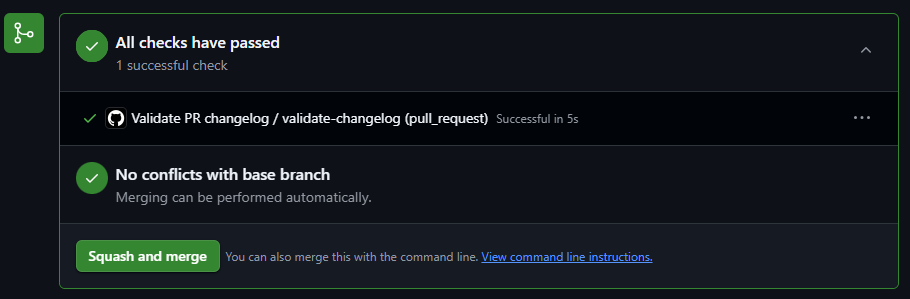 All checks have passed
1 successful check
Validate PR changelog / validate-changelog (pull_request) Successful in 5s
No conflicts with base branch
Merging can be performed automatically.
Squash and merge You can also merge this with the command line. View command line instructions.